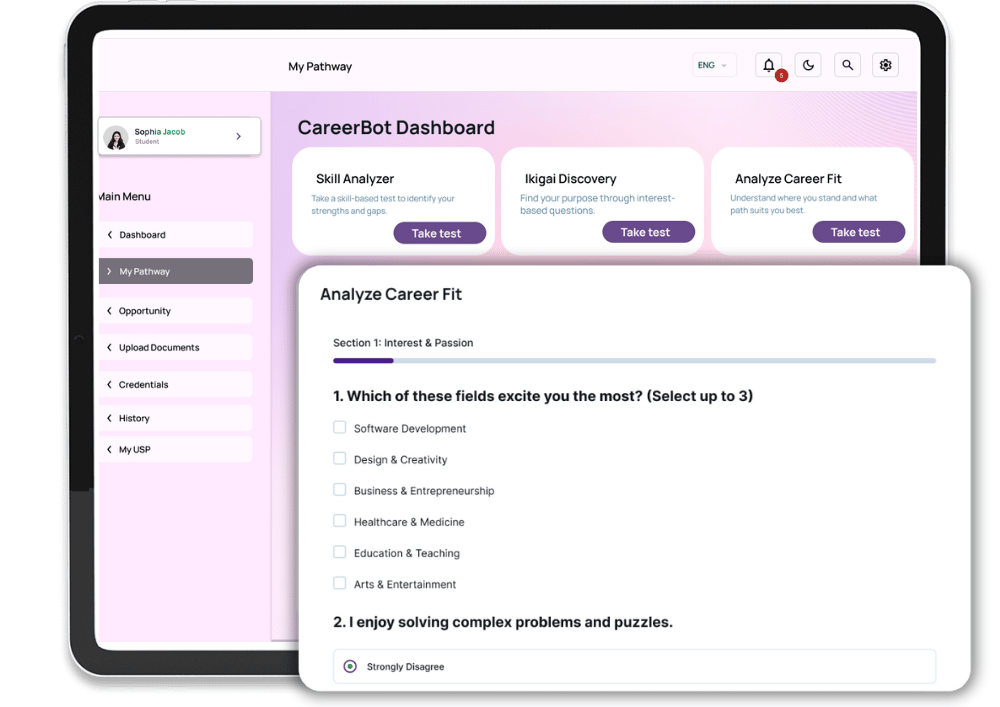 My Pathway
ENG
5
Sophia Jacob
Student
Main Menu
Dashboard
My Pathway
Opportunity
Upload Documents
Credentials
History
My USP
CareerBot Dashboard
Skill Analyzer
Take a skill-based test to identify your
strengths and gaps.
Take test
Ikigai Discovery
Find your purpose through interest-
based questions.
Take test
Analyze Career Fit
Understand where you stand and what
path suits you best.
Take test
Analyze Career Fit
Section 1: Interest & Passion
1. Which of these fields excite you the most? (Select up to 3)
Software Development
Design & Creativity
Business & Entrepreneurship
Healthcare & Medicine
Education & Teaching
Arts & Entertainment
2. I enjoy solving complex problems and puzzles.
Strongly Disagree